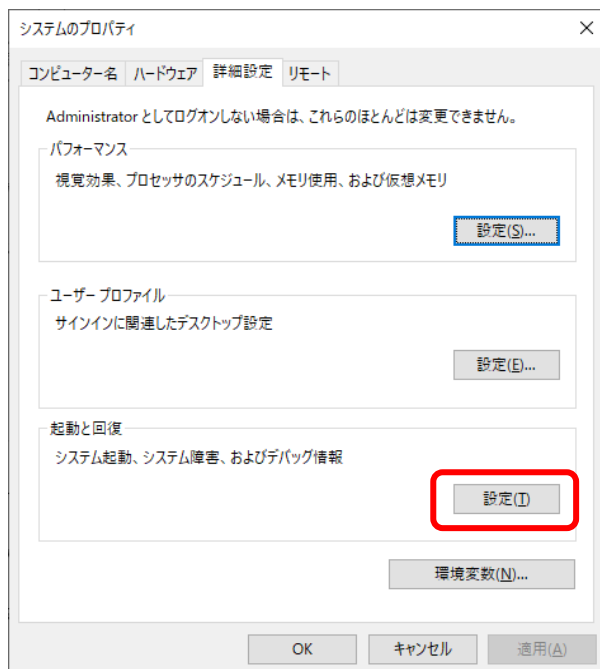 システムのプロパティ
コンピューター名 ハードウェア 詳細設定 リモート
Administrator としてログオンしない場合は、これらのほとんどは変更できません。
パフォーマンス
視覚効果、プロセッサのスケジュール、メモリ使用、および仮想メモリ
設定(S)...
ユーザー プロファイル
サインインに関連したデスクトップ設定
設定(E)...
起動と回復
システム起動、システム障害、およびデバッグ情報
設定(T)
環境変数(N)...
OK キャンセル 適用(A)